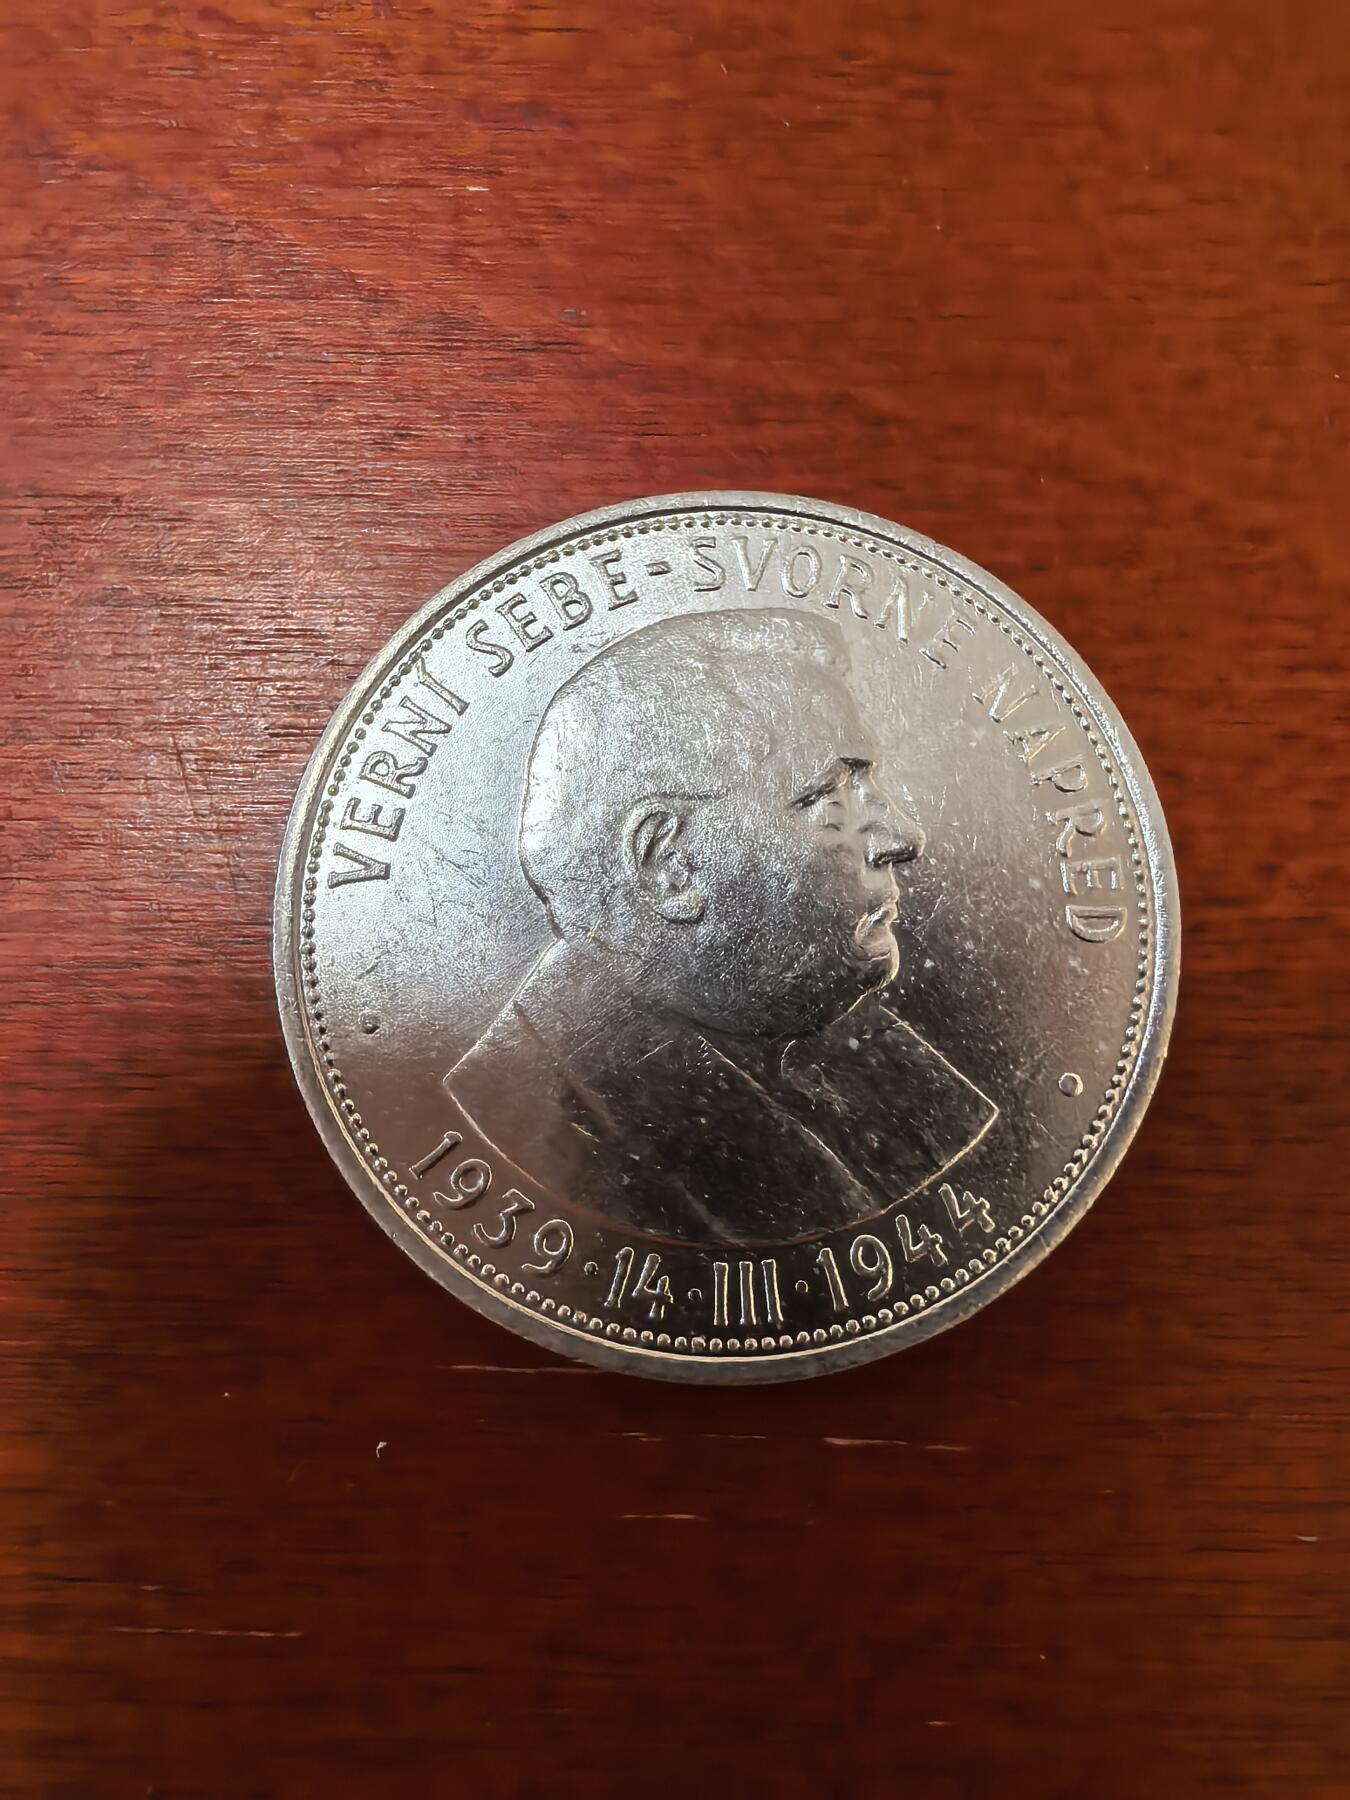 VERNÍ SEBE-SVORNE NAPRED
1939·14·III·1944